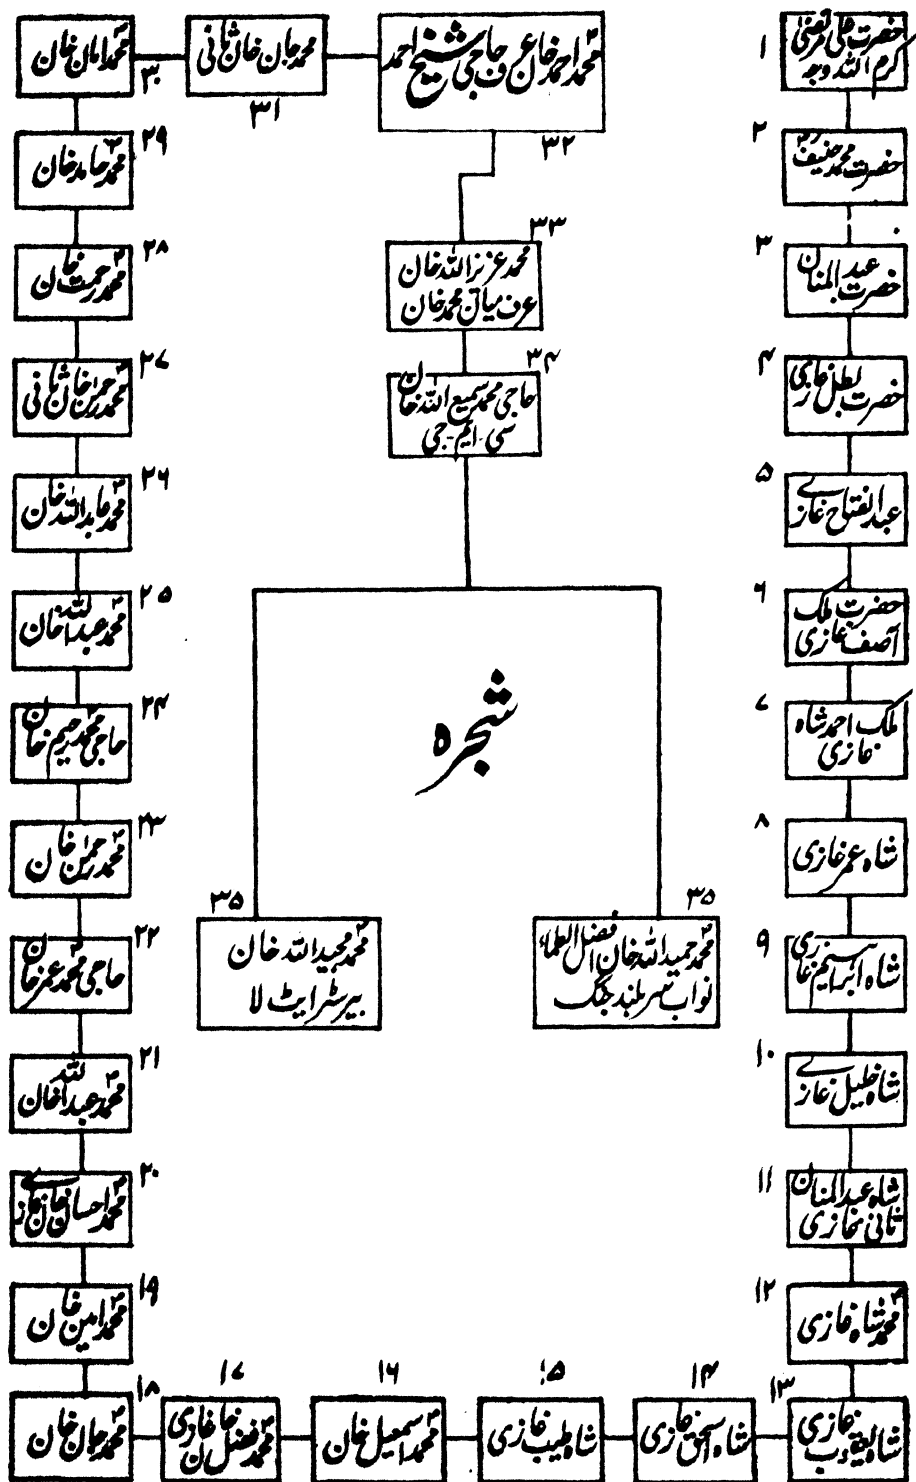 شجرہ
۱
حضرت علی مرتضیٰ
کرم اللہ وجہ
۲
حضرت محمد حنیفؓ
۳
حضرت عبدالمنان
۴
حضرت بطل غازی
۵
عبدالفتاح غازی
۶
حضرت ملک
آصف غازی
۷
ملک احمد شاہ
غازی
۸
شاہ عمر غازی
۹
شاہ ابراہیم غازی
۱۰
شاہ خلیل غازی
۱۱
شاہ عبدالمنان
ثانی غازی
۱۲
محمدؐ شاہ غازی
۱۳
شاہ یعقوب غازی
۱۴
شاہ اسحق غازی
۱۵
شاہ طیب غازی
۱۶
محمدؐ اسمعیل خان
۱۷
محمدؐ فضل خان غازی
۱۸
محمدؐ جان خان
۱۹
محمدؐ امین خان
۲۰
محمدؐ احسان خان غازی
۲۱
محمدؐ عبداللہ خان
۲۲
حاجی محمدؐ عمر خان
۲۳
محمدؐ رحمٰن خان
۲۴
حاجی محمدؐ رحیم خان
۲۵
محمدؐ عبداللہ خان
۲۶
محمدؐ عابد اللہ خان
۲۷
محمدؐ رحمٰن خان ثانی
۲۸
محمدؐ رحمت خان
۲۹
محمدؐ حامد خان
۳۰
محمدؐ امان خان
۳۱
محمد جان خان ثانی
۳۲
محمدؐ احمد خان عرف حاجی شیخ احمد
۳۳
محمد عزیز اللہ خان
عرف میاں محمد خان
۳۴
حاجی محمد سمیع اللہ خان
سی۔ایم۔جی
۳۵
محمدؐ حمید اللہ خان افضل العلماء
نواب سر بلند جنگ
۳۵
محمدؐ مجید اللہ خان
بیرسٹر ایٹ لا